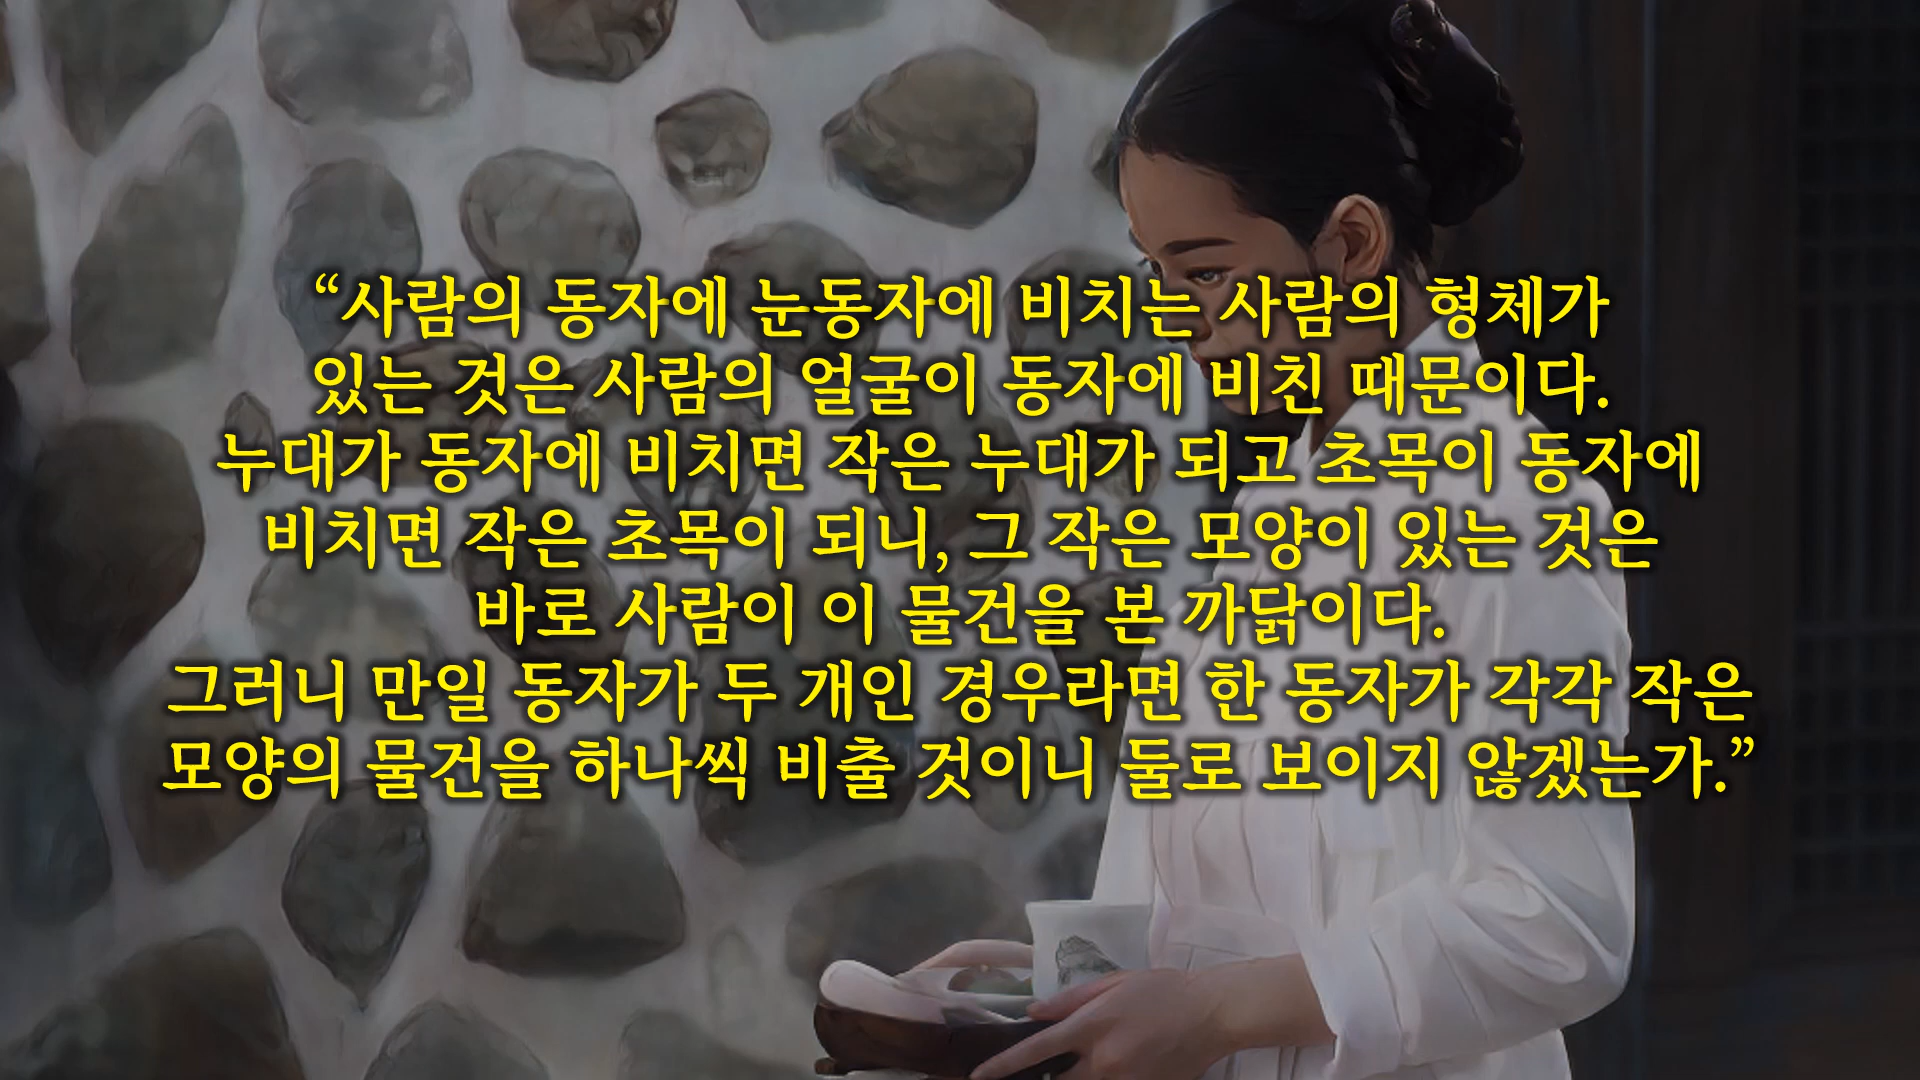 “사람의 동자에 눈동자에 비치는 사람의 형체가
있는 것은 사람의 얼굴이 동자에 비친 때문이다.
누대가 동자에 비치면 작은 누대가 되고 초목이 동자에
비치면 작은 초목이 되니, 그 작은 모양이 있는 것은
바로 사람이 이 물건을 본 까닭이다.
그러니 만일 동자가 두 개인 경우라면 한 동자가 각각 작은
모양의 물건을 하나씩 비출 것이니 둘로 보이지 않겠는가.”